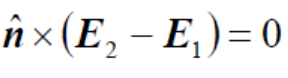 n̂ × (E₂ − E₁) = 0